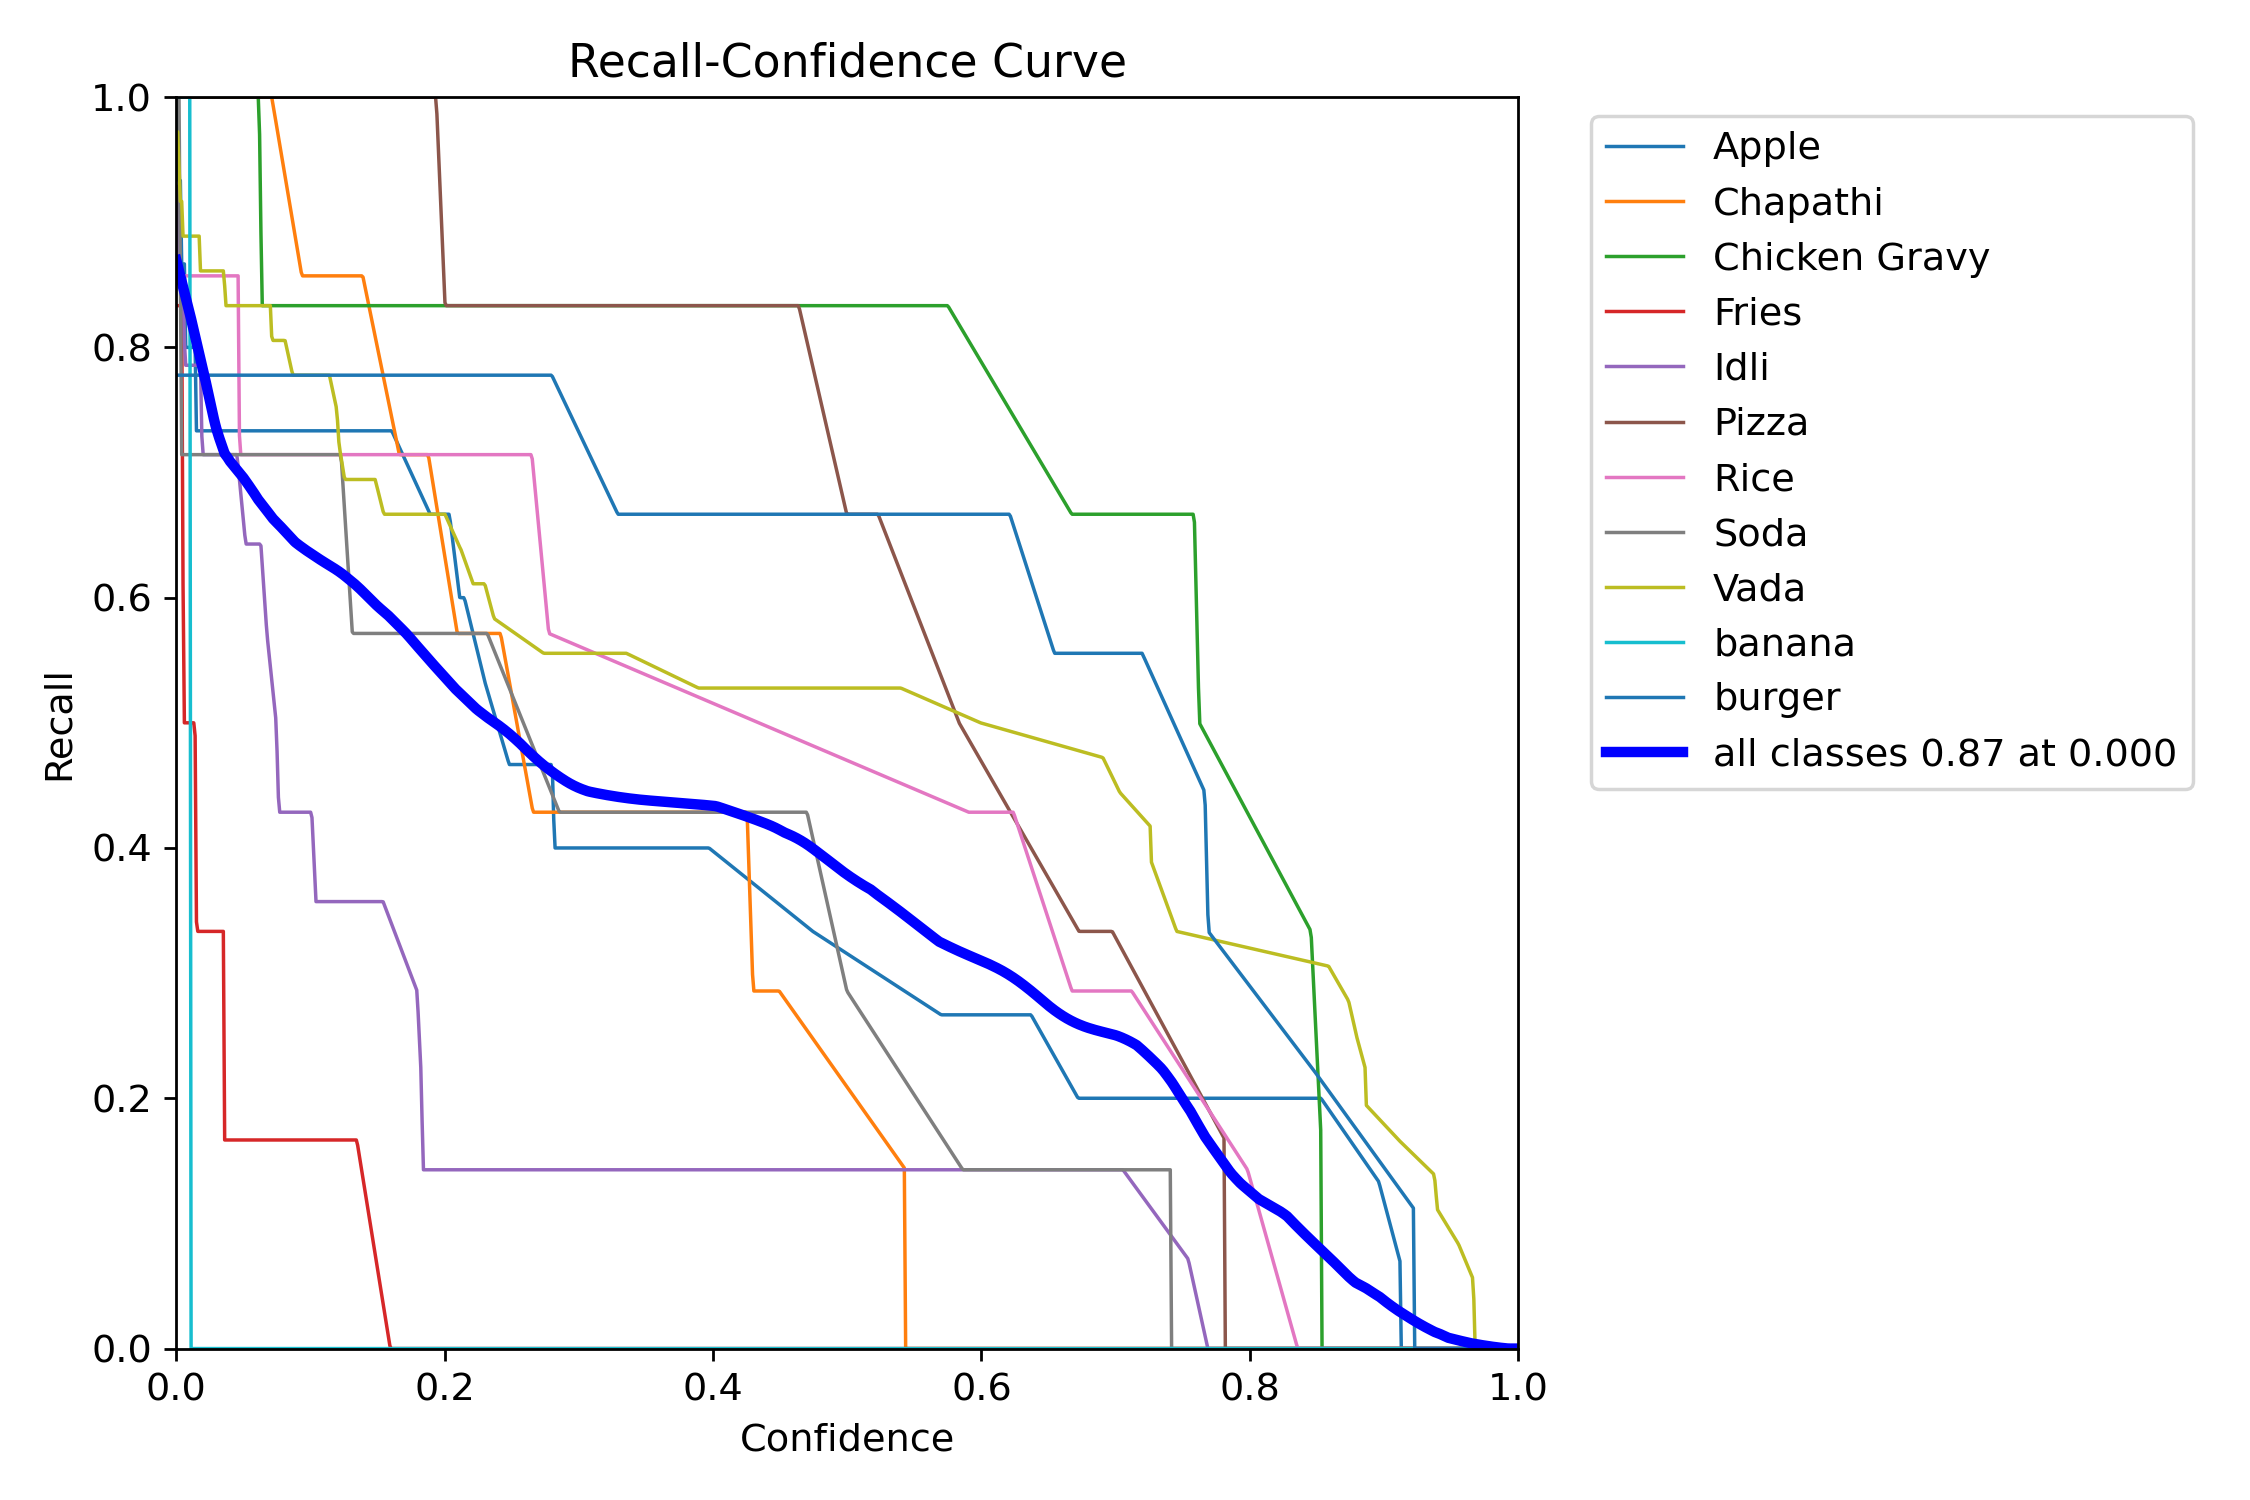 Recall-Confidence Curve
1.0
0.8
0.6
0.4
0.2
0.0
Recall
0.0 0.2 0.4 0.6 0.8 1.0
Confidence
Apple
Chapathi
Chicken Gravy
Fries
Idli
Pizza
Rice
Soda
Vada
banana
burger
all classes 0.87 at 0.000